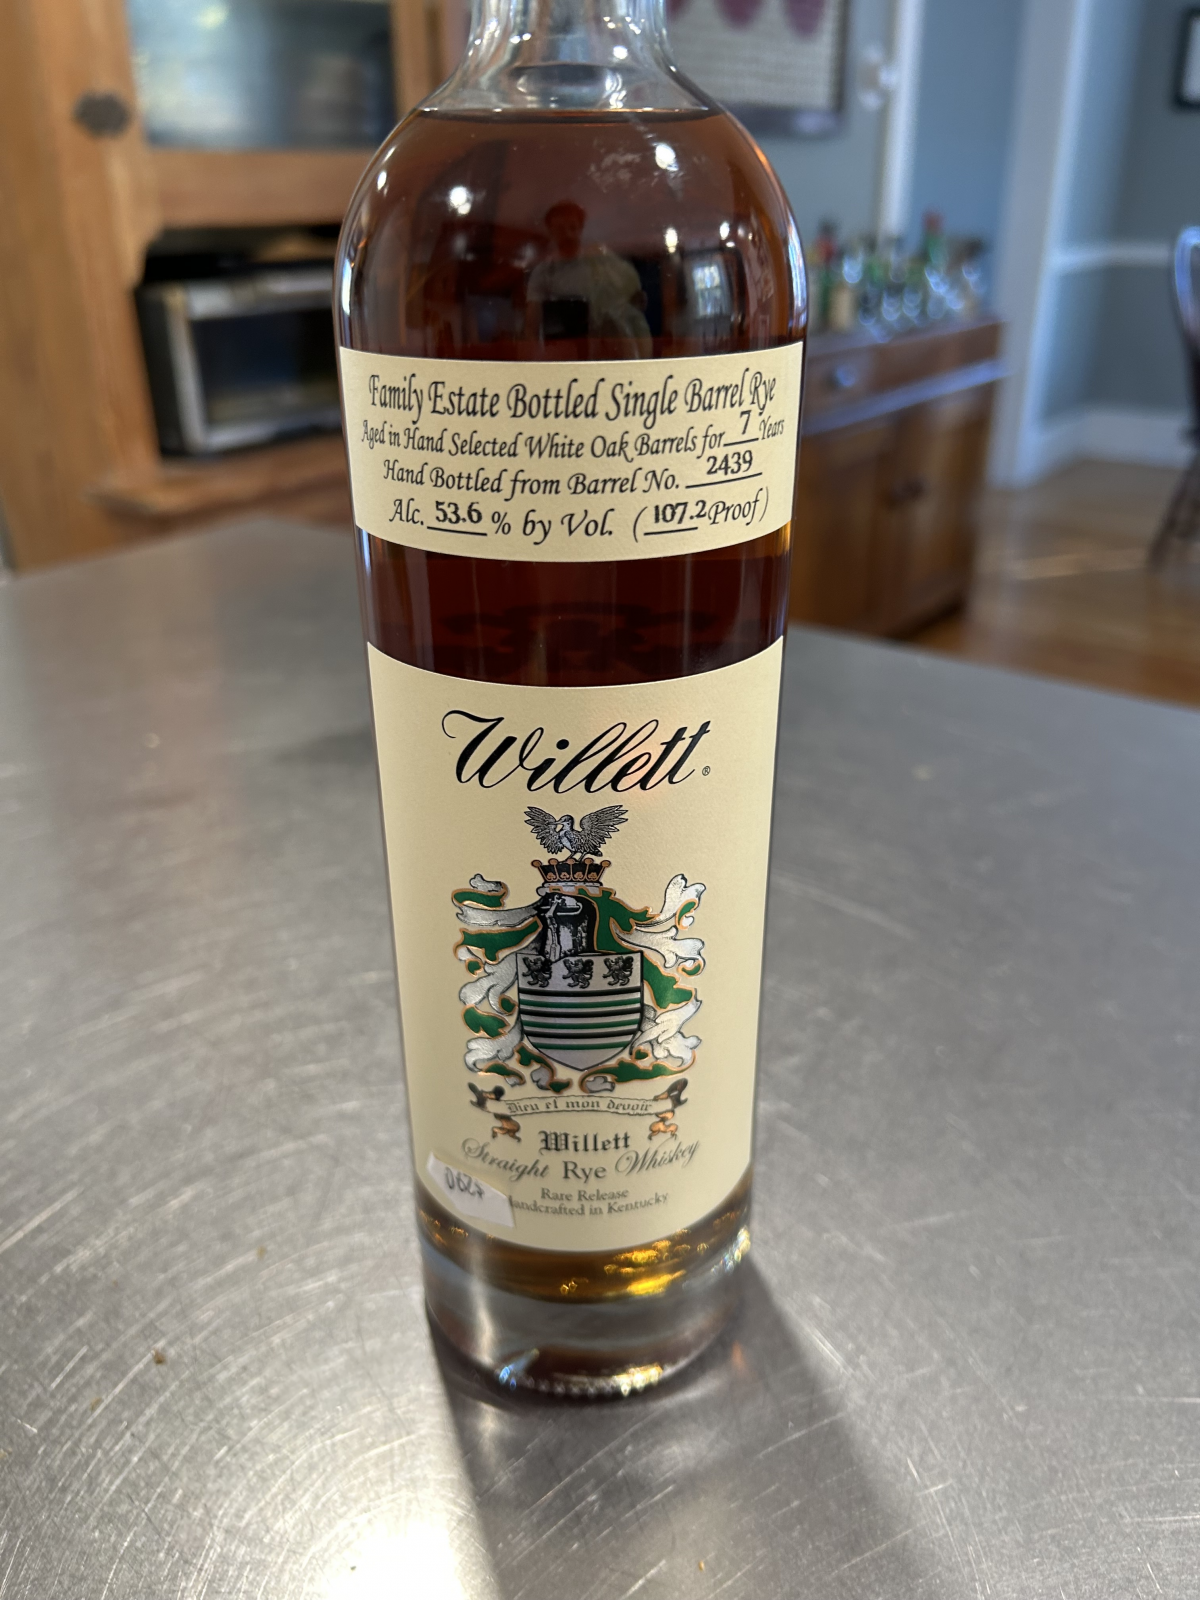 Family Estate Bottled Single Barrel Rye
Aged in Hand Selected White Oak Barrels for 7 Years
Hand Bottled from Barrel No. 2439
Alc. 53.6 % by Vol. (107.2 Proof)
Willett®
Dieu et mon devoir
Willett
Straight Rye Whiskey
Rare Release
Handcrafted in Kentucky